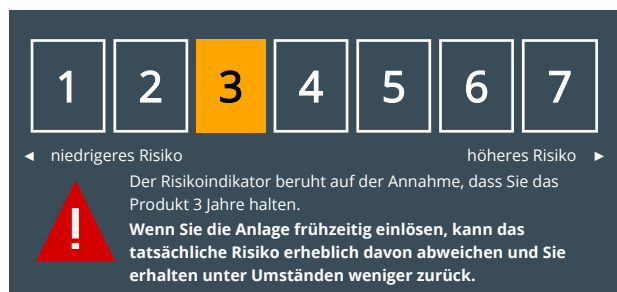 1 2 3 4 5 6 7
◄ niedrigeres Risiko höheres Risiko ►
Der Risikoindikator beruht auf der Annahme, dass Sie das
Produkt 3 Jahre halten.
Wenn Sie die Anlage frühzeitig einlösen, kann das
tatsächliche Risiko erheblich davon abweichen und Sie
erhalten unter Umständen weniger zurück.
!